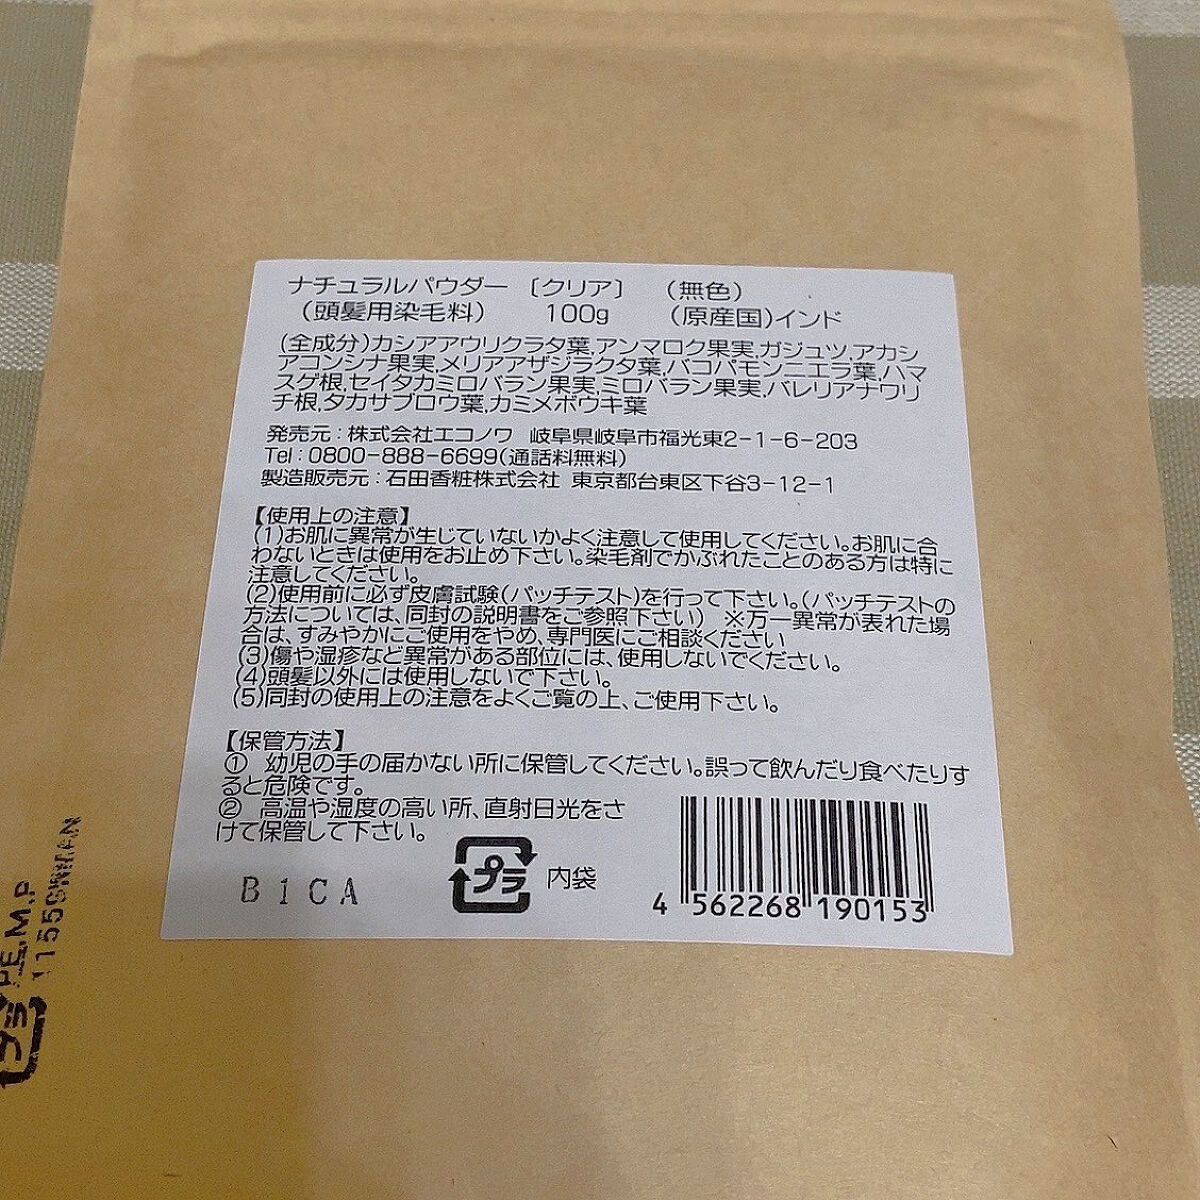 ナチュラルパウダー 〔クリア〕 （無色）
（頭髪用染毛料） 100g （原産国）インド
（全成分）カシアアウリクラタ葉,アンマロク果実,ガジュツ,アカシ
アコンシナ果実,メリアアザジラクタ葉,バコパモンニエラ葉,ハマ
スゲ根,セイタカミロバラン果実,ミロバラン果実,バレリアナワリ
チ根,タカサブロウ葉,カミメボウキ葉
発売元：株式会社エコノワ 岐阜県岐阜市福光東2-1-6-203
Tel：0800-888-6699（通話料無料）
製造販売元：石田香粧株式会社 東京都台東区下谷3-12-1
【使用上の注意】
(1)お肌に異常が生じていないかよく注意して使用してください。お肌に合
わないときは使用をお止め下さい。染毛剤でかぶれたことのある方は特に
注意してください。
(2)使用前に必ず皮膚試験(パッチテスト)を行って下さい。(パッチテストの
方法については、同封の説明書をご参照下さい） ※万一異常が表れた場
合は、すみやかにご使用をやめ、専門医にご相談ください
(3)傷や湿疹など異常がある部位には、使用しないでください。
(4)頭髪以外には使用しないで下さい。
(5)同封の使用上の注意をよくご覧の上、ご使用下さい。
【保管方法】
① 幼児の手の届かない所に保管してください。誤って飲んだり食べたりす
ると危険です。
② 高温や湿度の高い所、直射日光をさ
けて保管して下さい。
B1CA
プラ 内袋
4 562268 190153
PE,M,P
プラ